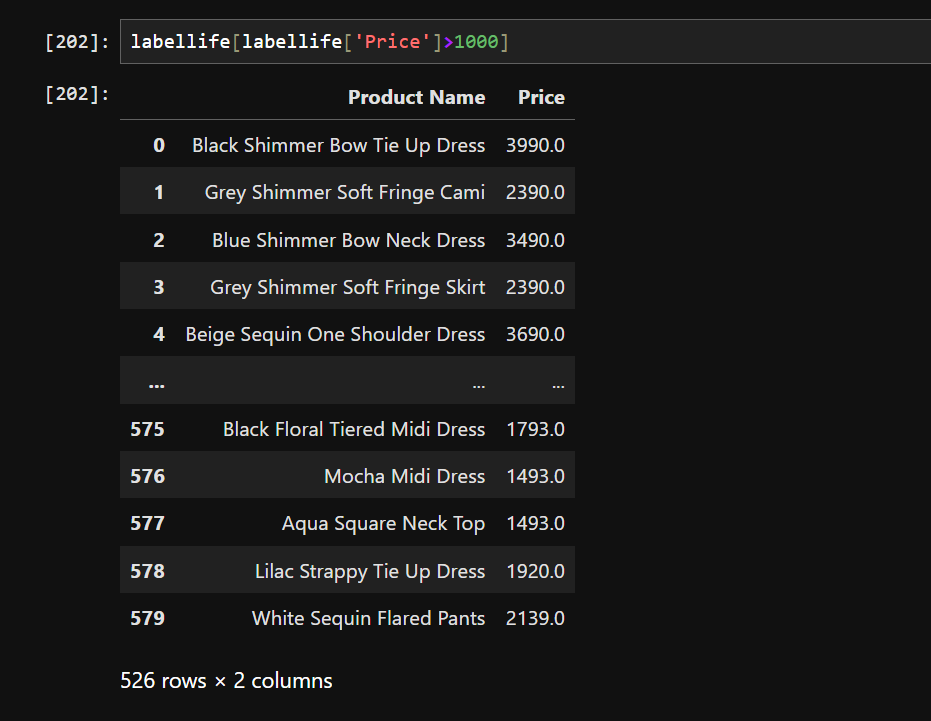 [202]: labellife[labellife['Price']>1000]
[202]:
Product Name Price
0 Black Shimmer Bow Tie Up Dress 3990.0
1 Grey Shimmer Soft Fringe Cami 2390.0
2 Blue Shimmer Bow Neck Dress 3490.0
3 Grey Shimmer Soft Fringe Skirt 2390.0
4 Beige Sequin One Shoulder Dress 3690.0
... ... ...
575 Black Floral Tiered Midi Dress 1793.0
576 Mocha Midi Dress 1493.0
577 Aqua Square Neck Top 1493.0
578 Lilac Strappy Tie Up Dress 1920.0
579 White Sequin Flared Pants 2139.0
526 rows × 2 columns